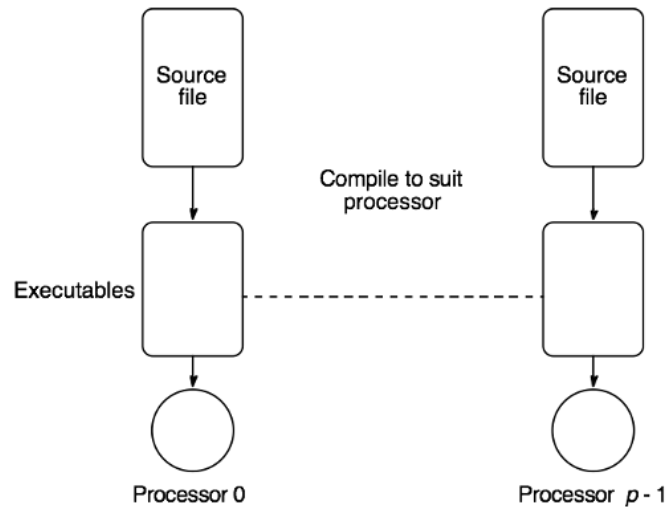 Source
file
Source
file
Compile to suit
processor
Executables
Processor 0
Processor p - 1